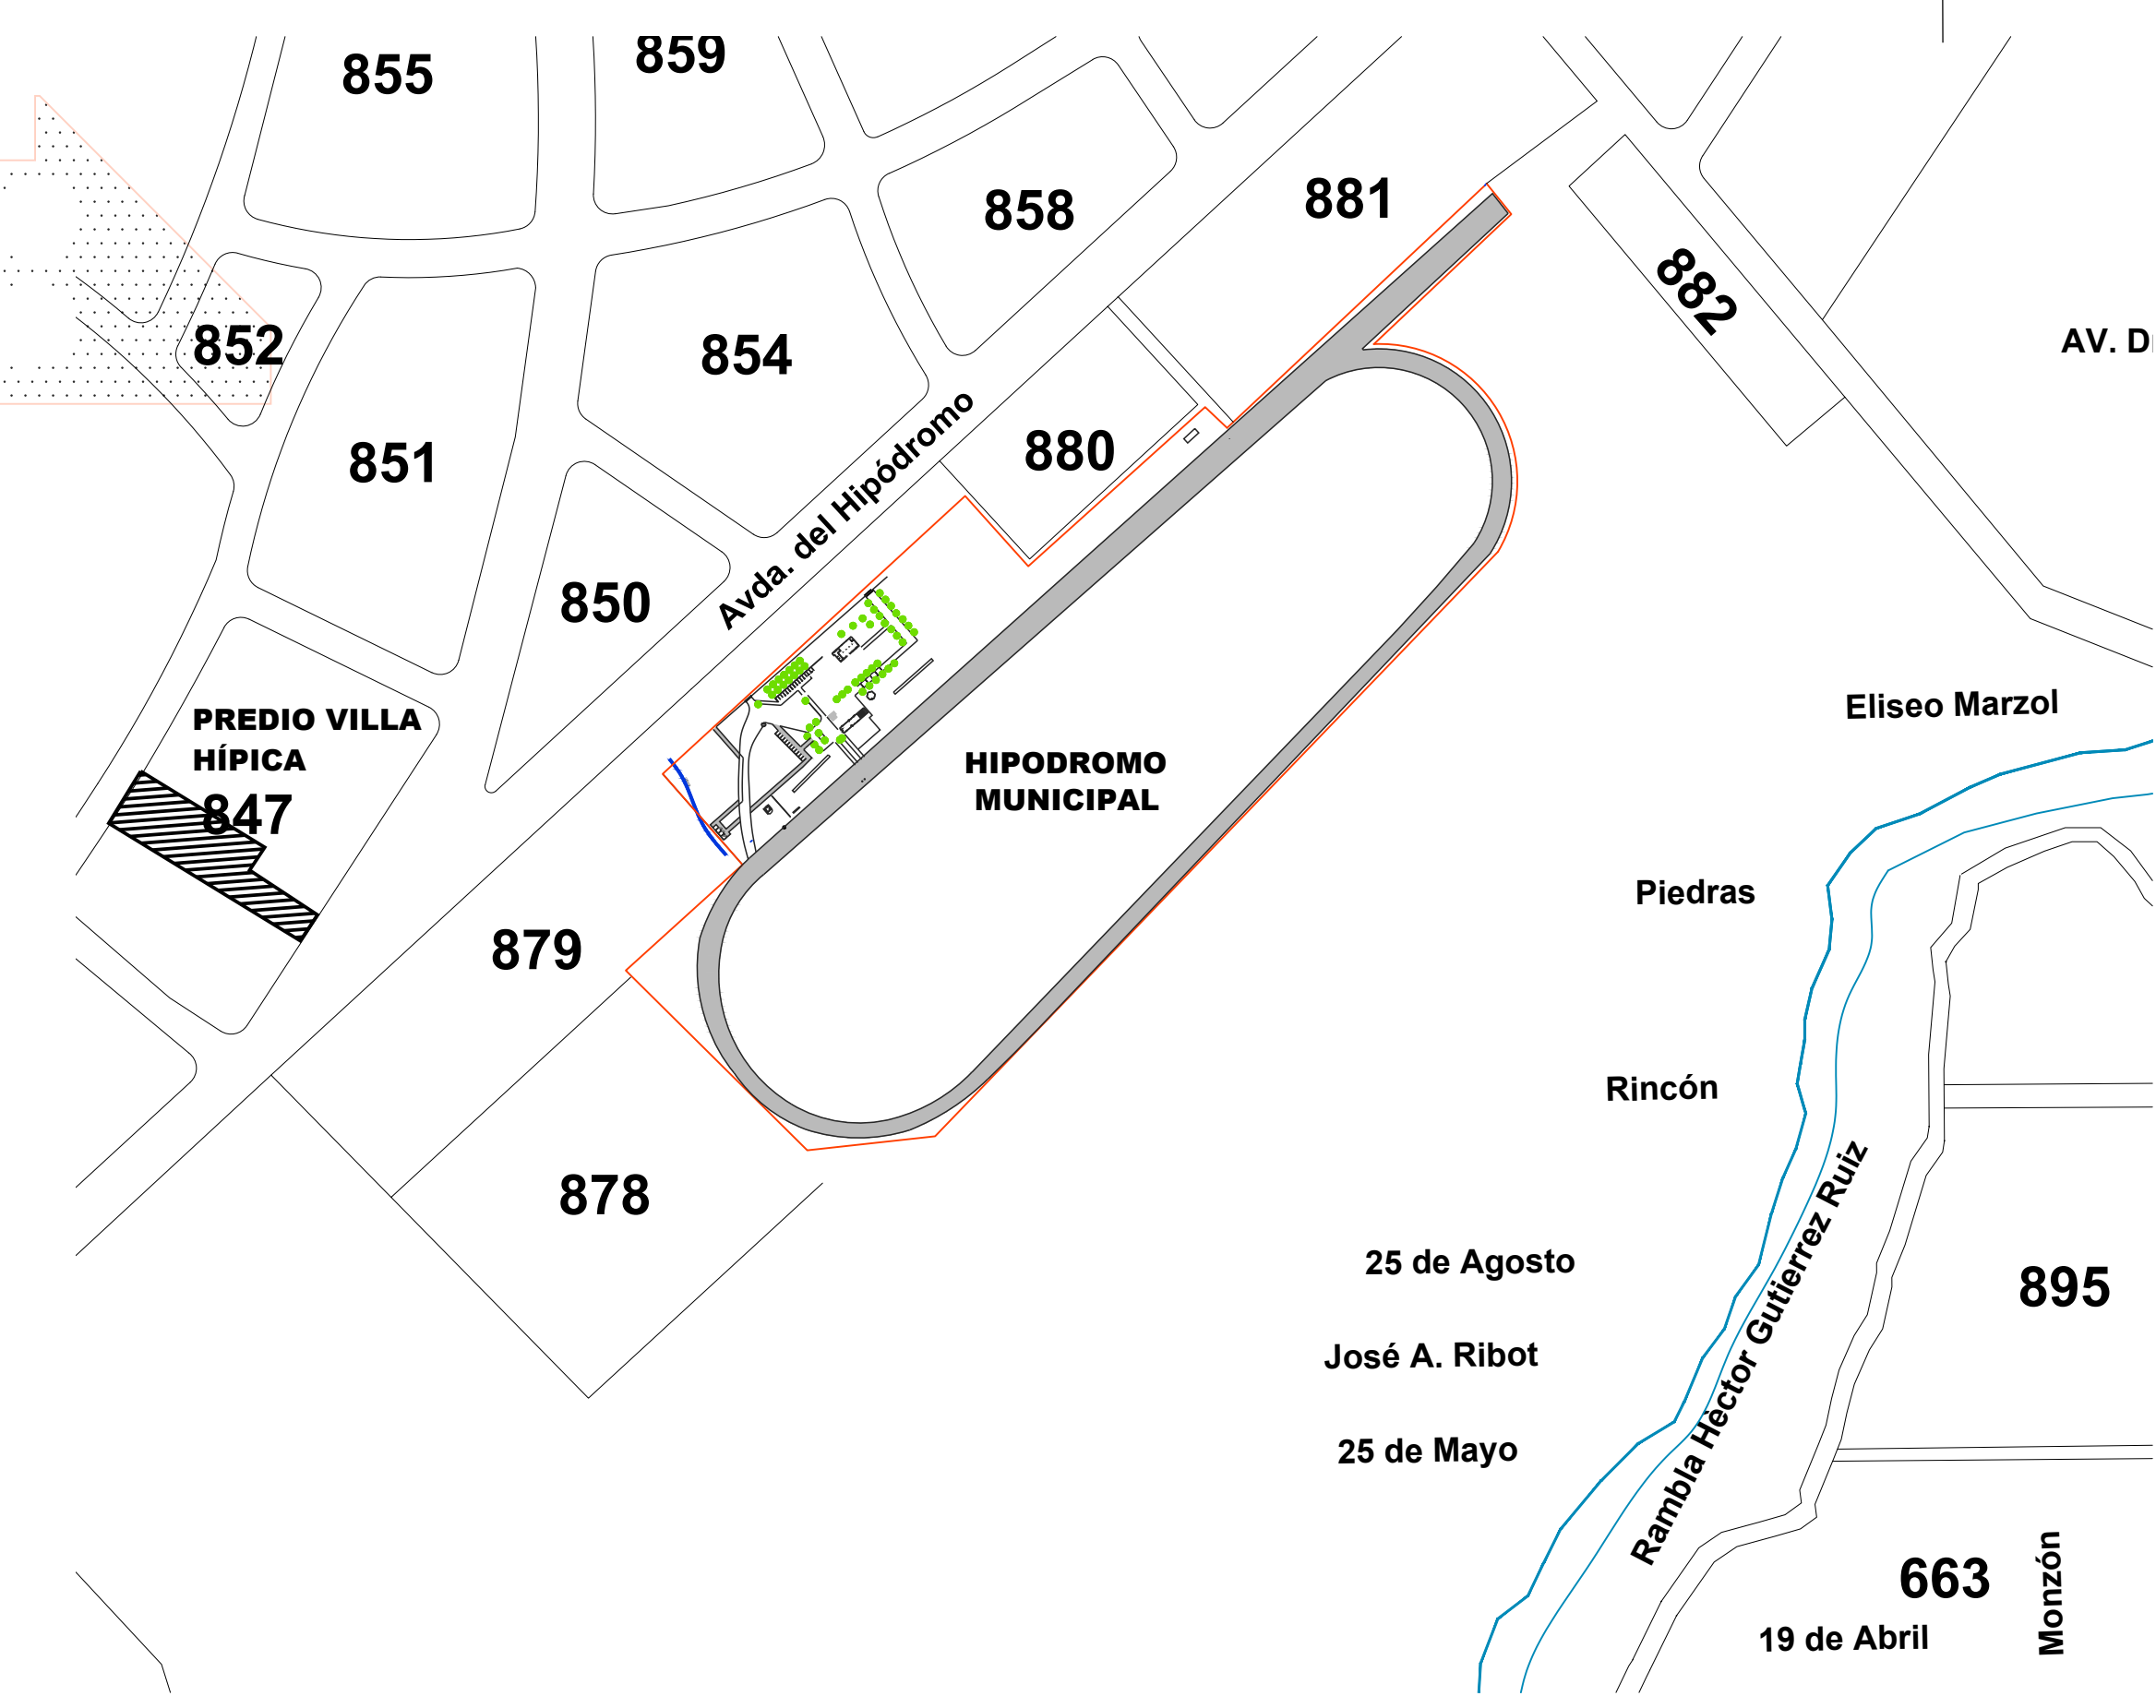 855
859
858
881
882
852
854
AV. D
851
880
Avda. del Hipódromo
850
Eliseo Marzol
PREDIO VILLA
HÍPICA
847
HIPODROMO
MUNICIPAL
Piedras
879
Rincón
878
25 de Agosto
Rambla Héctor Gutierrez Ruiz
895
José A. Ribot
25 de Mayo
663
Monzón
19 de Abril